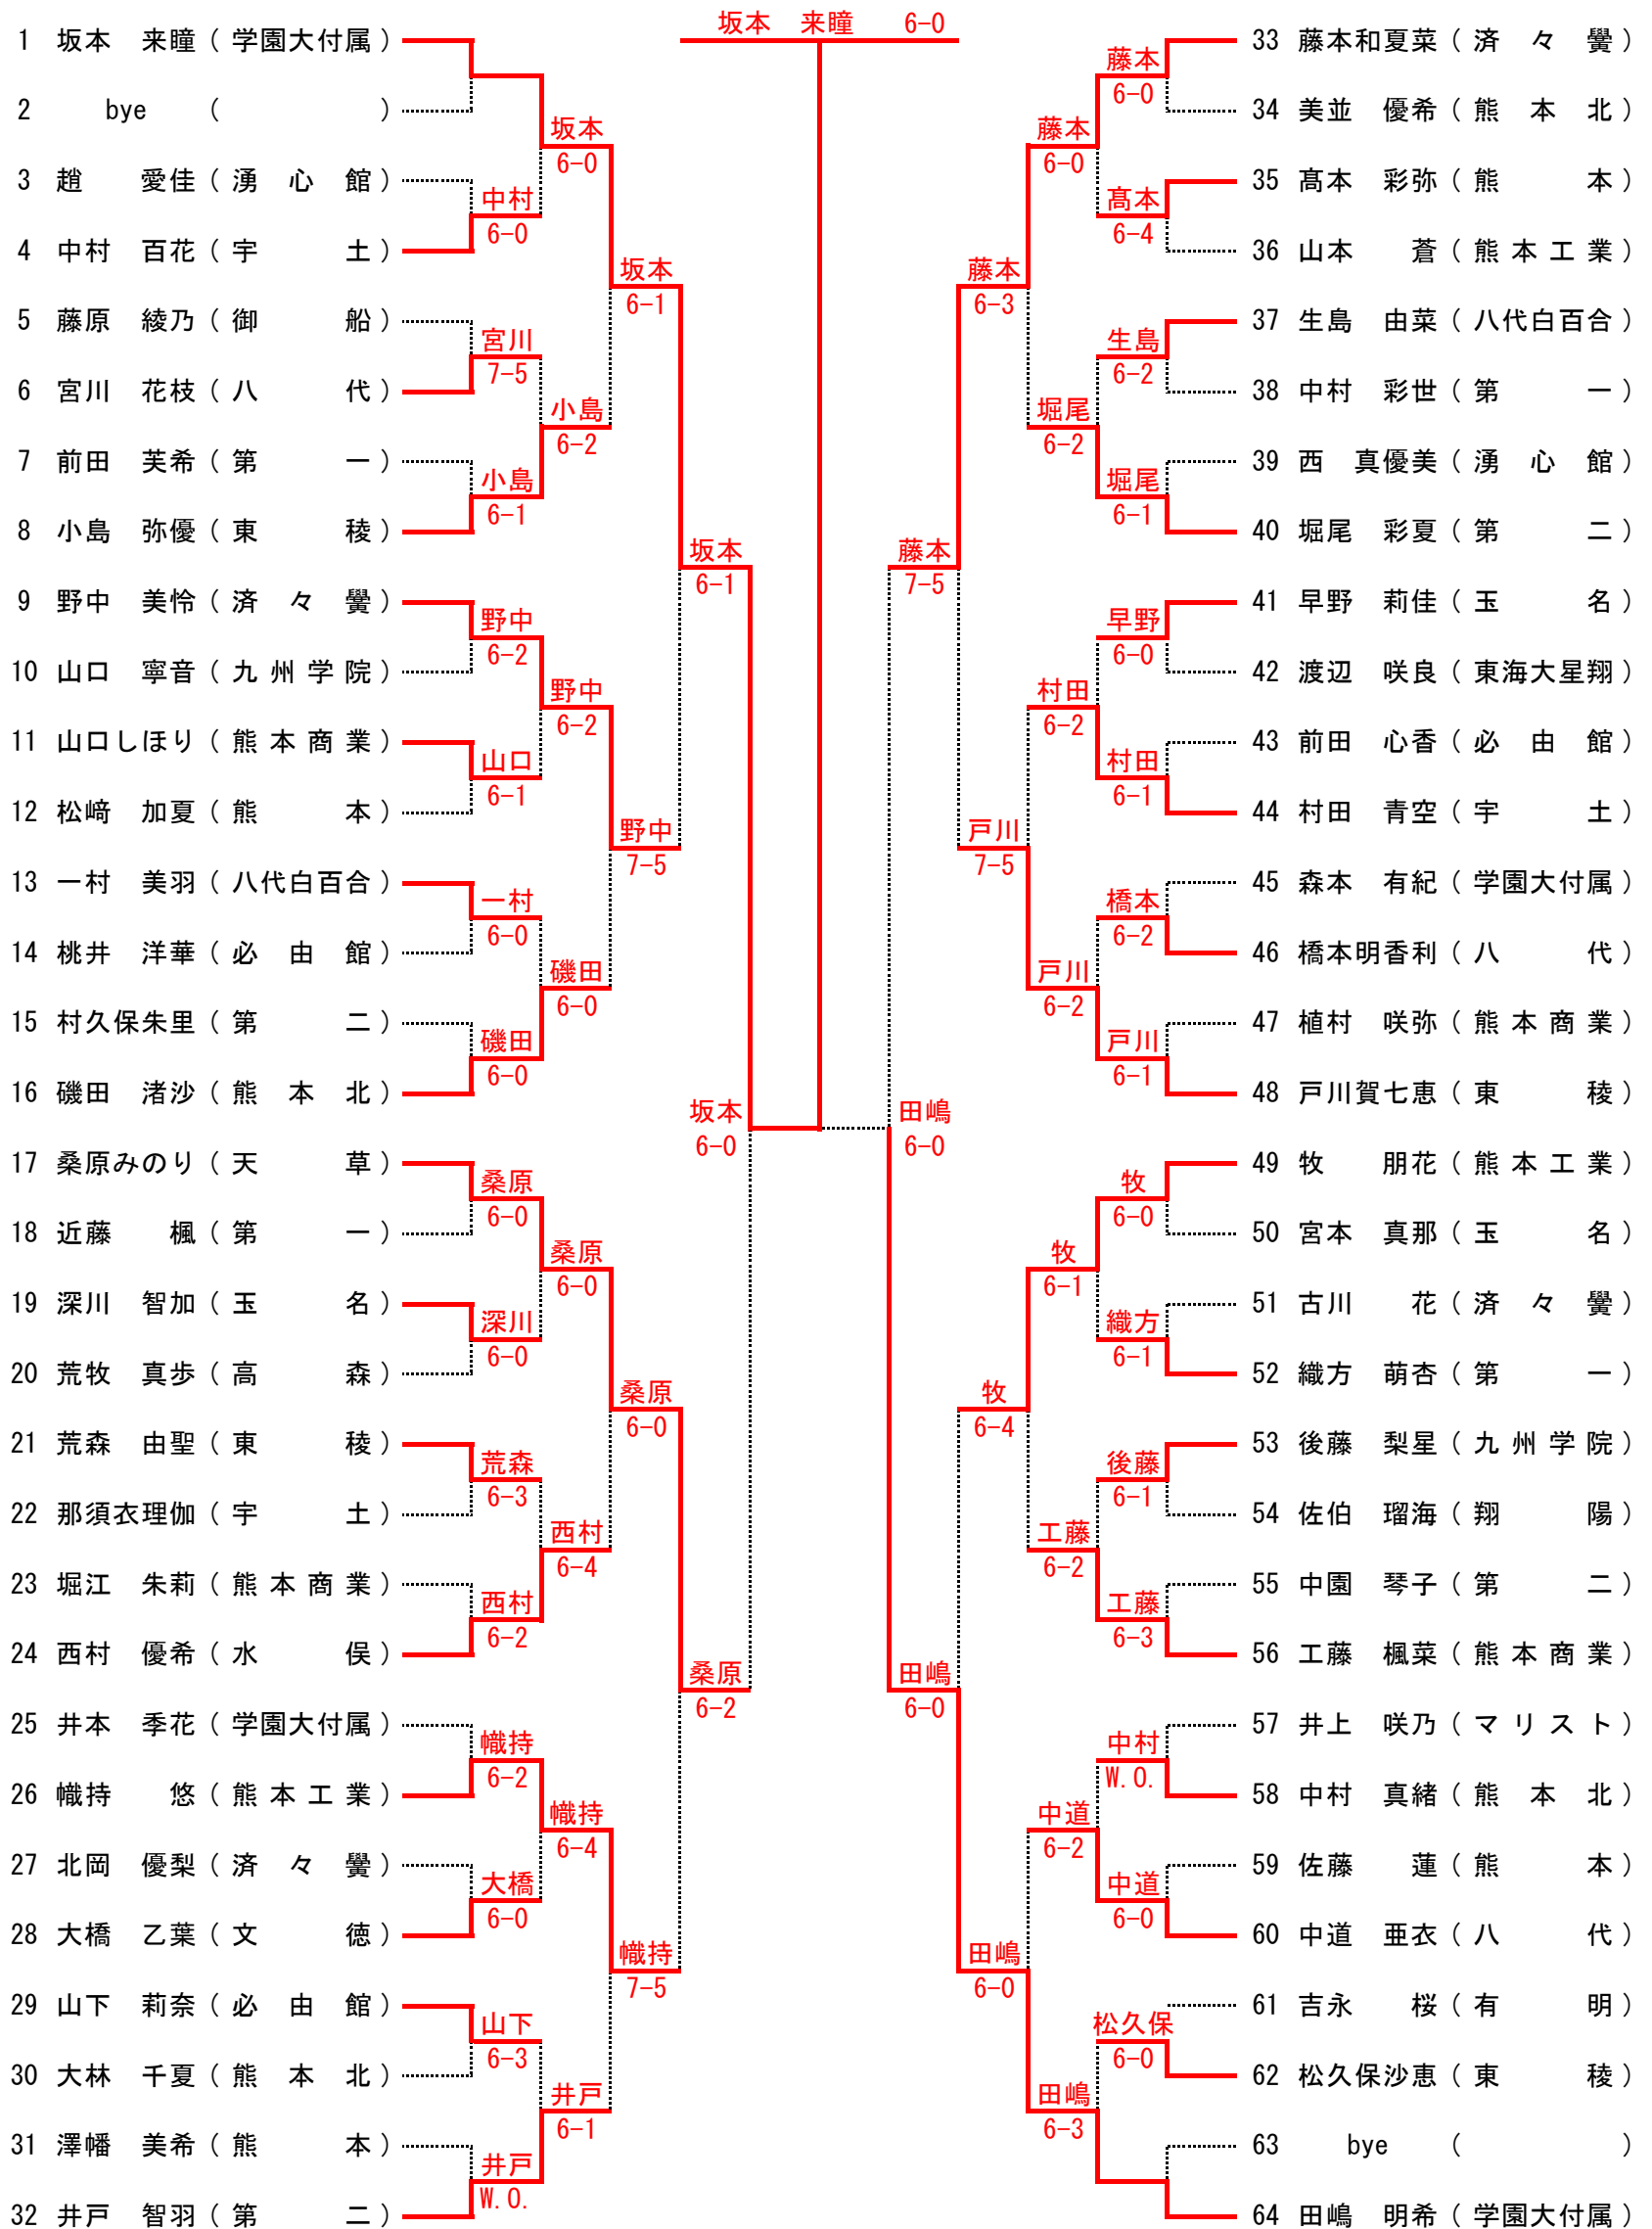 坂本 来瞳 6-0
1 坂本 来瞳 ( 学園大付属 )
2 bye ( )
3 趙 愛佳 ( 湧心館 )
4 中村 百花 ( 宇土 )
5 藤原 綾乃 ( 御船 )
6 宮川 花枝 ( 八代 )
7 前田 芙希 ( 第一 )
8 小島 弥優 ( 東稜 )
9 野中 美怜 ( 済々黌 )
10 山口 寧音 ( 九州学院 )
11 山口しほり ( 熊本商業 )
12 松﨑 加夏 ( 熊本 )
13 一村 美羽 ( 八代白百合 )
14 桃井 洋華 ( 必由館 )
15 村久保朱里 ( 第二 )
16 磯田 渚沙 ( 熊本北 )
17 桑原みのり ( 天草 )
18 近藤 楓 ( 第一 )
19 深川 智加 ( 玉名 )
20 荒牧 真歩 ( 高森 )
21 荒森 由聖 ( 東稜 )
22 那須衣理伽 ( 宇土 )
23 堀江 朱莉 ( 熊本商業 )
24 西村 優希 ( 水俣 )
25 井本 季花 ( 学園大付属 )
26 幟持 悠 ( 熊本工業 )
27 北岡 優梨 ( 済々黌 )
28 大橋 乙葉 ( 文徳 )
29 山下 莉奈 ( 必由館 )
30 大林 千夏 ( 熊本北 )
31 澤幡 美希 ( 熊本 )
32 井戸 智羽 ( 第二 )
中村
6-0
宮川
7-5
小島
6-1
野中
6-2
山口
6-1
一村
6-0
磯田
6-0
桑原
6-0
深川
6-0
荒森
6-3
西村
6-2
幟持
6-2
大橋
6-0
山下
6-3
井戸
W.O.
坂本
6-0
小島
6-2
野中
6-2
磯田
6-0
桑原
6-0
西村
6-4
幟持
6-4
井戸
6-1
坂本
6-1
野中
7-5
桑原
6-0
幟持
7-5
坂本
6-1
桑原
6-2
坂本
6-0
田嶋
6-0
藤本
7-5
田嶋
6-0
藤本
6-3
戸川
7-5
牧
6-4
田嶋
6-0
藤本
6-0
堀尾
6-2
村田
6-2
戸川
6-2
牧
6-1
工藤
6-2
中道
6-2
田嶋
6-3
藤本
6-0
髙本
6-4
生島
6-2
堀尾
6-1
早野
6-0
村田
6-1
橋本
6-2
戸川
6-1
牧
6-0
織方
6-1
後藤
6-1
工藤
6-3
中村
W.O.
中道
6-0
松久保
6-0
33 藤本和夏菜 ( 済々黌 )
34 美並 優希 ( 熊本北 )
35 髙本 彩弥 ( 熊本 )
36 山本 蒼 ( 熊本工業 )
37 生島 由菜 ( 八代白百合 )
38 中村 彩世 ( 第一 )
39 西 真優美 ( 湧心館 )
40 堀尾 彩夏 ( 第二 )
41 早野 莉佳 ( 玉名 )
42 渡辺 咲良 ( 東海大星翔 )
43 前田 心香 ( 必由館 )
44 村田 青空 ( 宇土 )
45 森本 有紀 ( 学園大付属 )
46 橋本明香利 ( 八代 )
47 植村 咲弥 ( 熊本商業 )
48 戸川賀七恵 ( 東稜 )
49 牧 朋花 ( 熊本工業 )
50 宮本 真那 ( 玉名 )
51 古川 花 ( 済々黌 )
52 織方 萌杏 ( 第一 )
53 後藤 梨星 ( 九州学院 )
54 佐伯 瑠海 ( 翔陽 )
55 中園 琴子 ( 第二 )
56 工藤 楓菜 ( 熊本商業 )
57 井上 咲乃 ( マリスト )
58 中村 真緒 ( 熊本北 )
59 佐藤 蓮 ( 熊本 )
60 中道 亜衣 ( 八代 )
61 吉永 桜 ( 有明 )
62 松久保沙恵 ( 東稜 )
63 bye ( )
64 田嶋 明希 ( 学園大付属 )